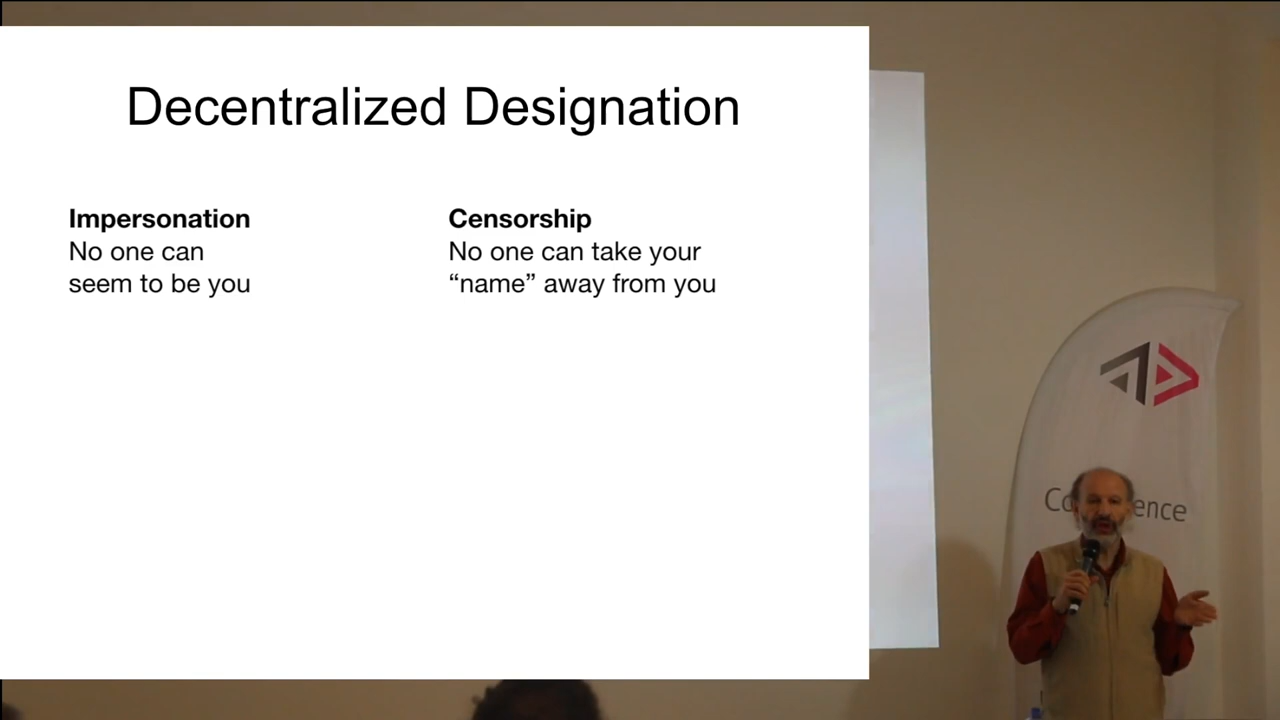 Decentralized Designation
Impersonation
No one can
seem to be you
Censorship
No one can take your
“name” away from you